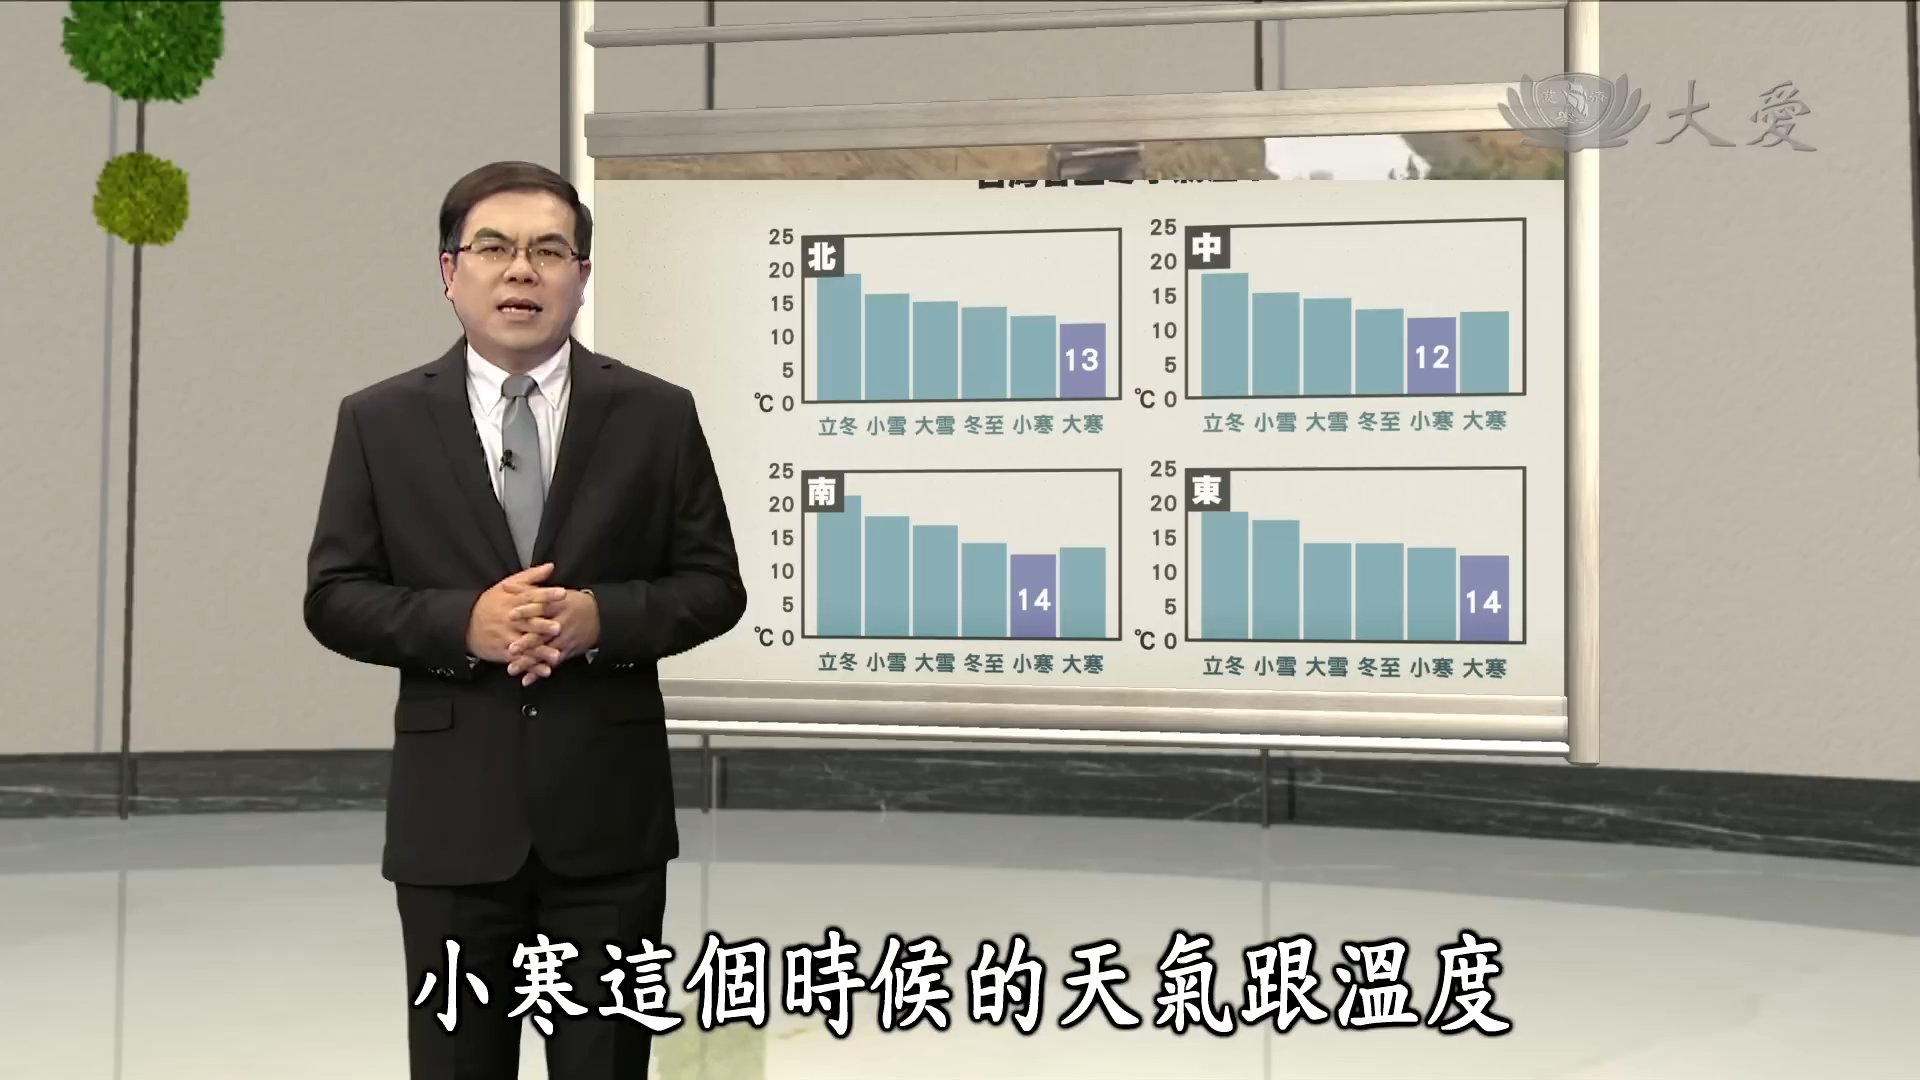 大愛
25
20
15
10
5
℃ 0
北
13
立冬 小雪 大雪 冬至 小寒 大寒
25
20
15
10
5
℃ 0
中
12
立冬 小雪 大雪 冬至 小寒 大寒
25
20
15
10
5
℃ 0
南
14
立冬 小雪 大雪 冬至 小寒 大寒
25
20
15
10
5
℃ 0
東
14
立冬 小雪 大雪 冬至 小寒 大寒
小寒這個時候的天氣跟溫度